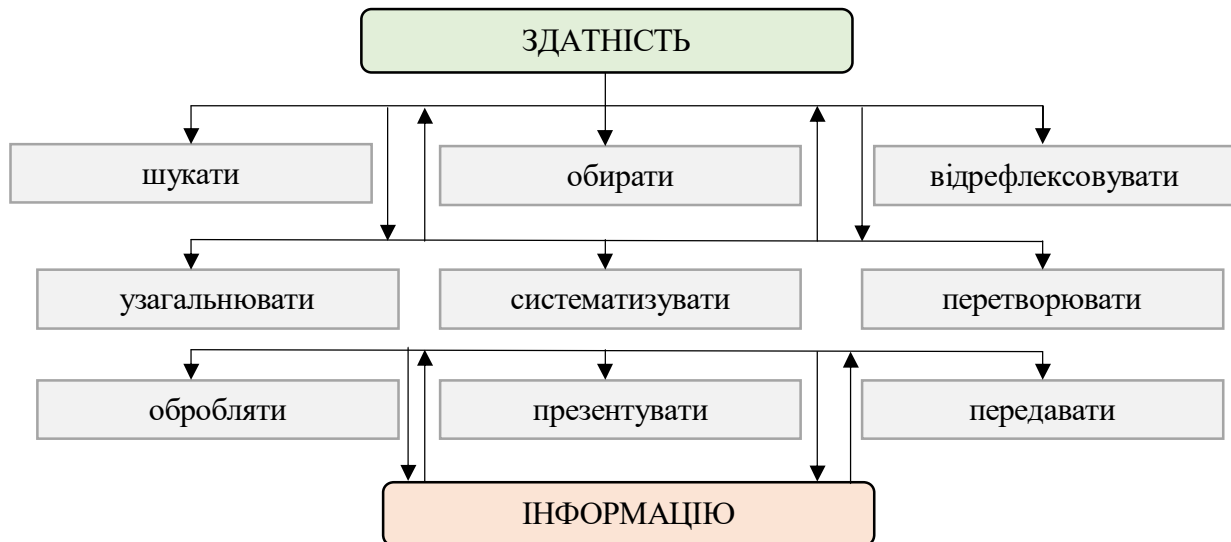 ЗДАТНІСТЬ
шукати
обирати
відрефлексовувати
узагальнювати
систематизувати
перетворювати
обробляти
презентувати
передавати
ІНФОРМАЦІЮ